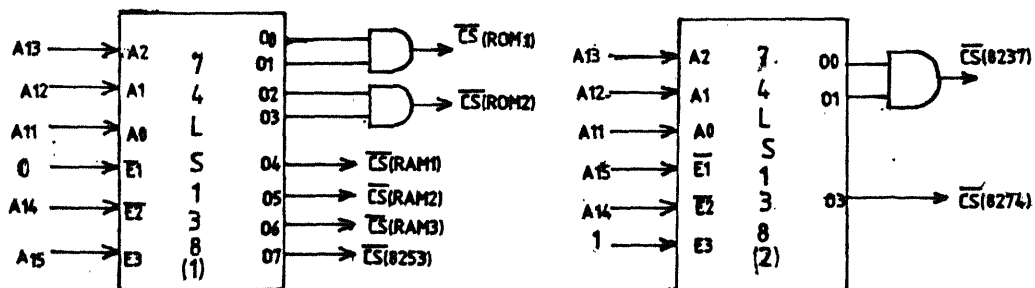 A13
A12
A11
0
A14
A15
A2
A1
A0
E1
E2
E3
7
4
L
S
1
3
8
(1)
O0
O1
O2
O3
O4
O5
O6
O7
CS(ROM1)
CS(ROM2)
CS(RAM1)
CS(RAM2)
CS(RAM3)
CS(8253)
A13
A12
A11
A15
A14
1
A2
A1
A0
E1
E2
E3
7
4
L
S
1
3
8
(2)
O0
O1
O3
CS(8237)
CS(8274)